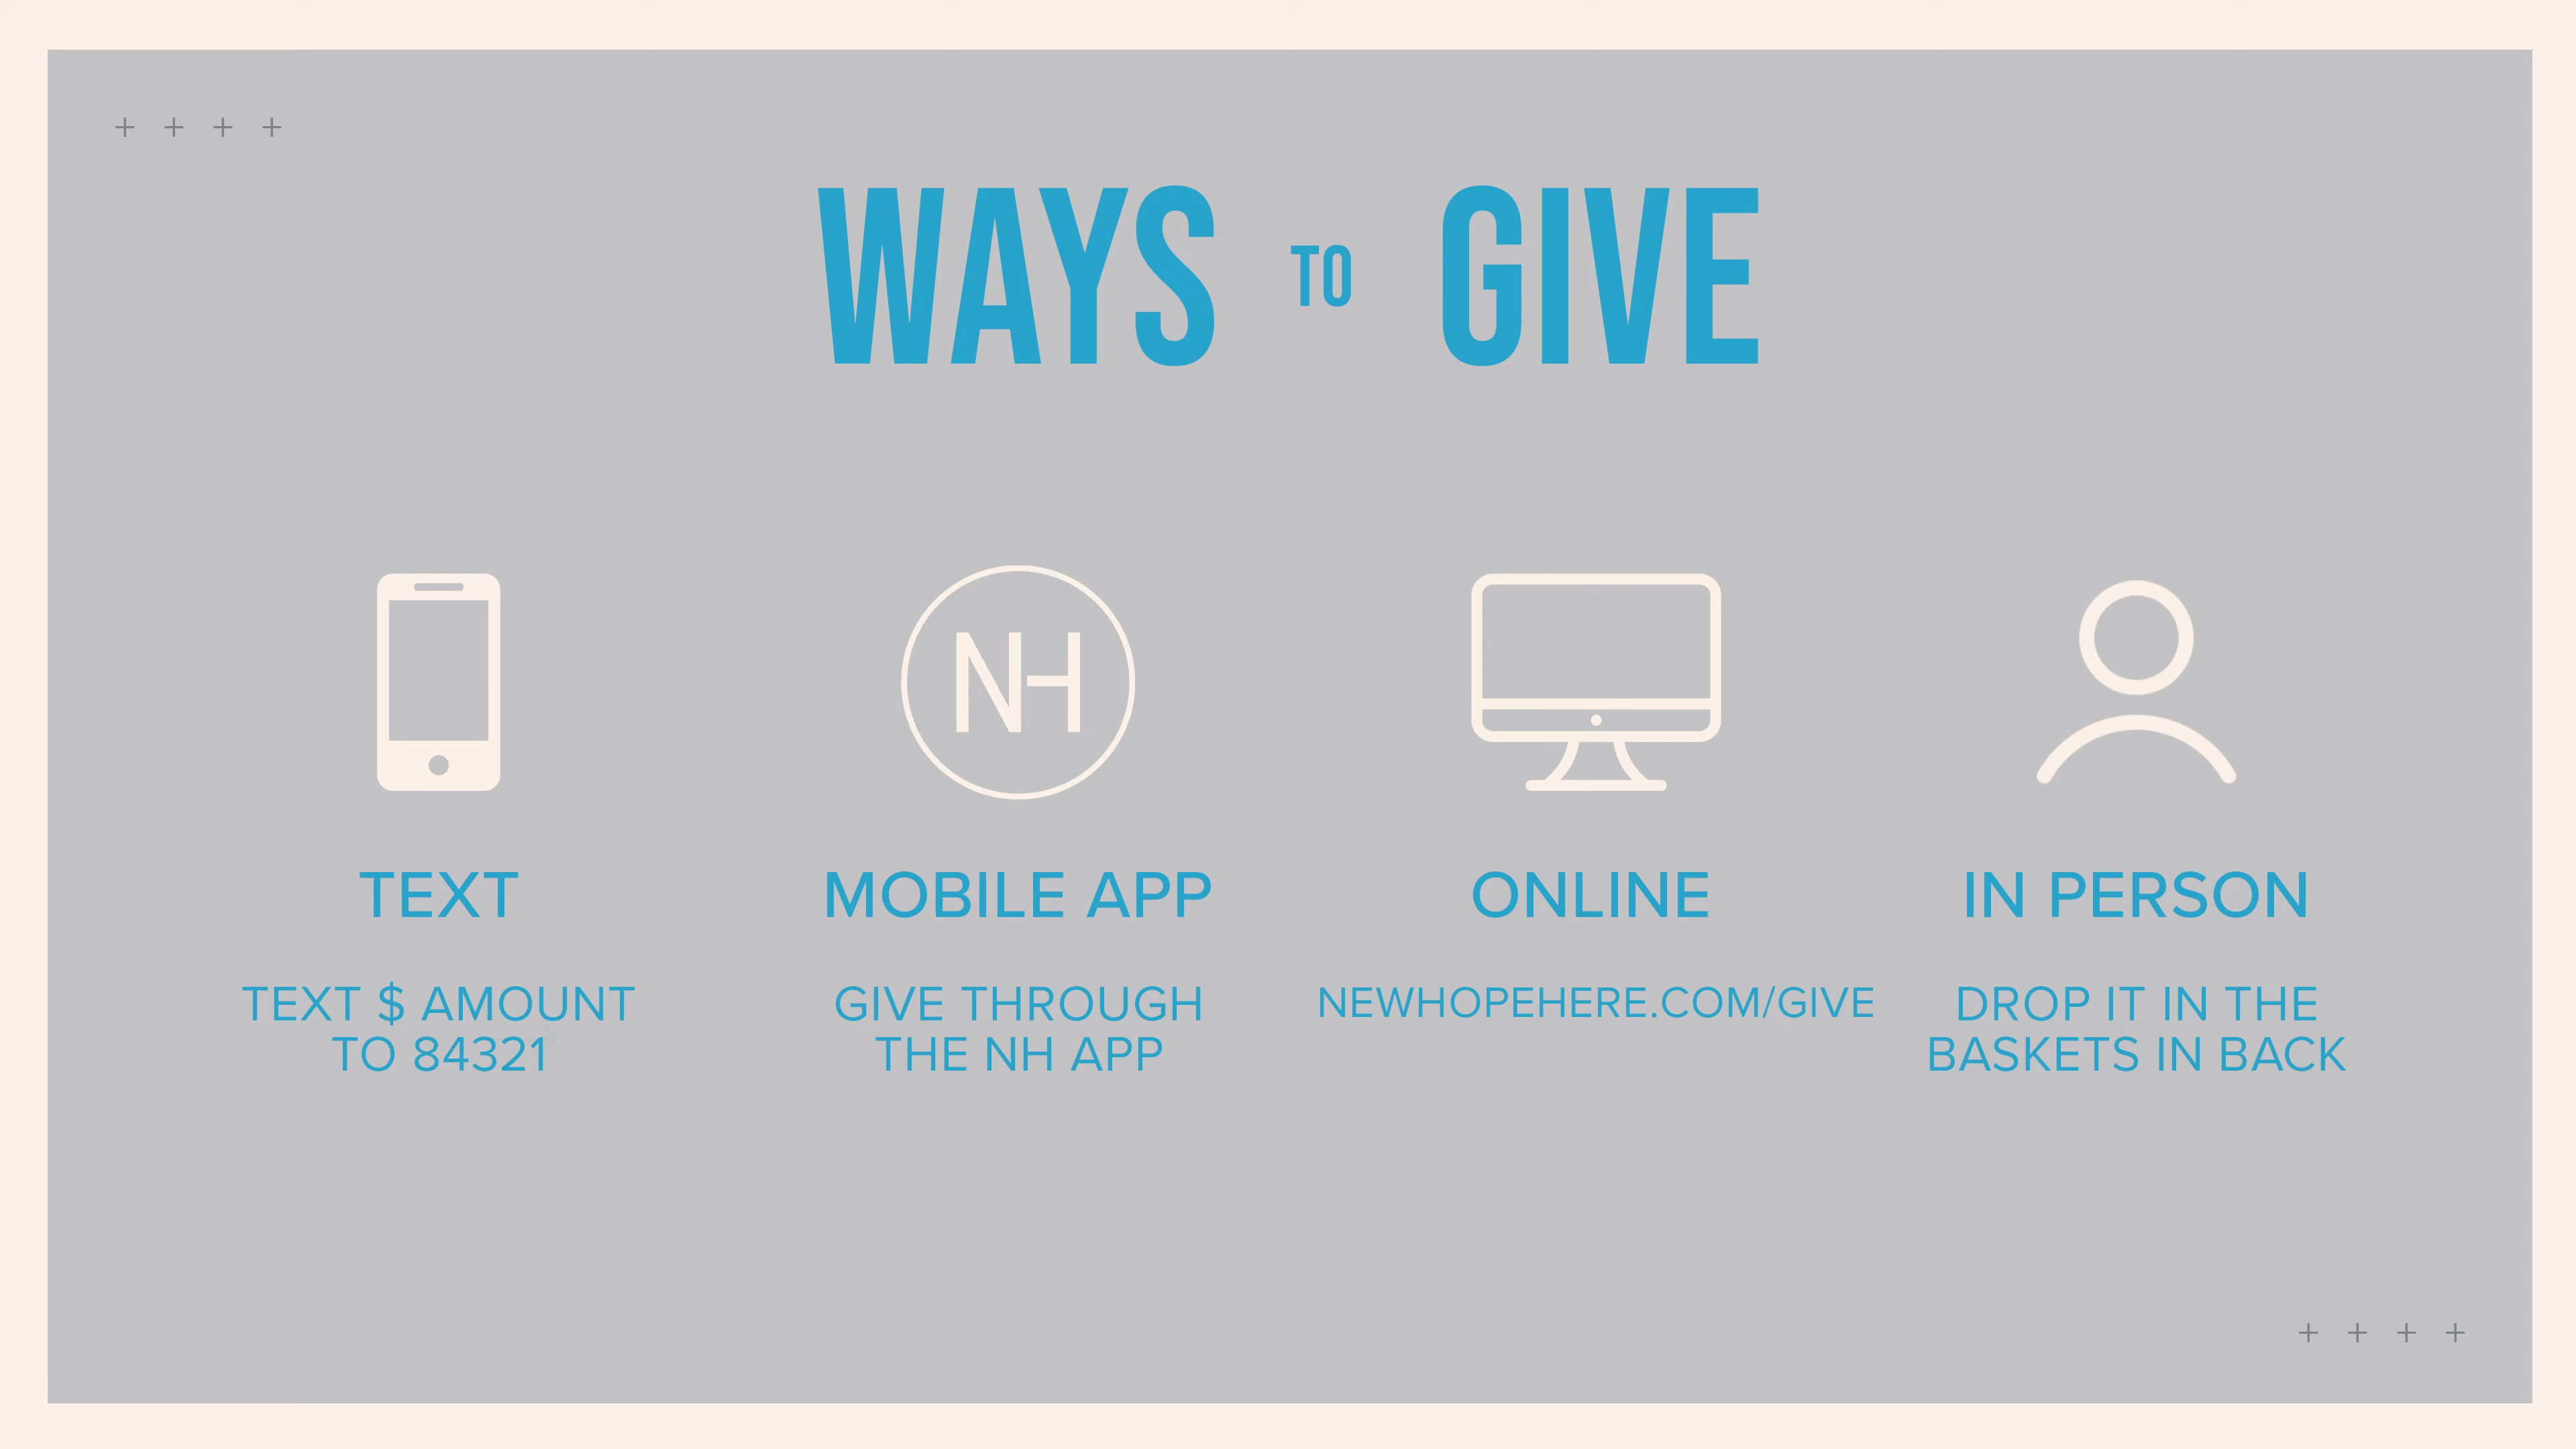 WAYS TO GIVE
NH
TEXT
TEXT $ AMOUNT
TO 84321
MOBILE APP
GIVE THROUGH
THE NH APP
ONLINE
NEWHOPEHERE.COM/GIVE
IN PERSON
DROP IT IN THE
BASKETS IN BACK